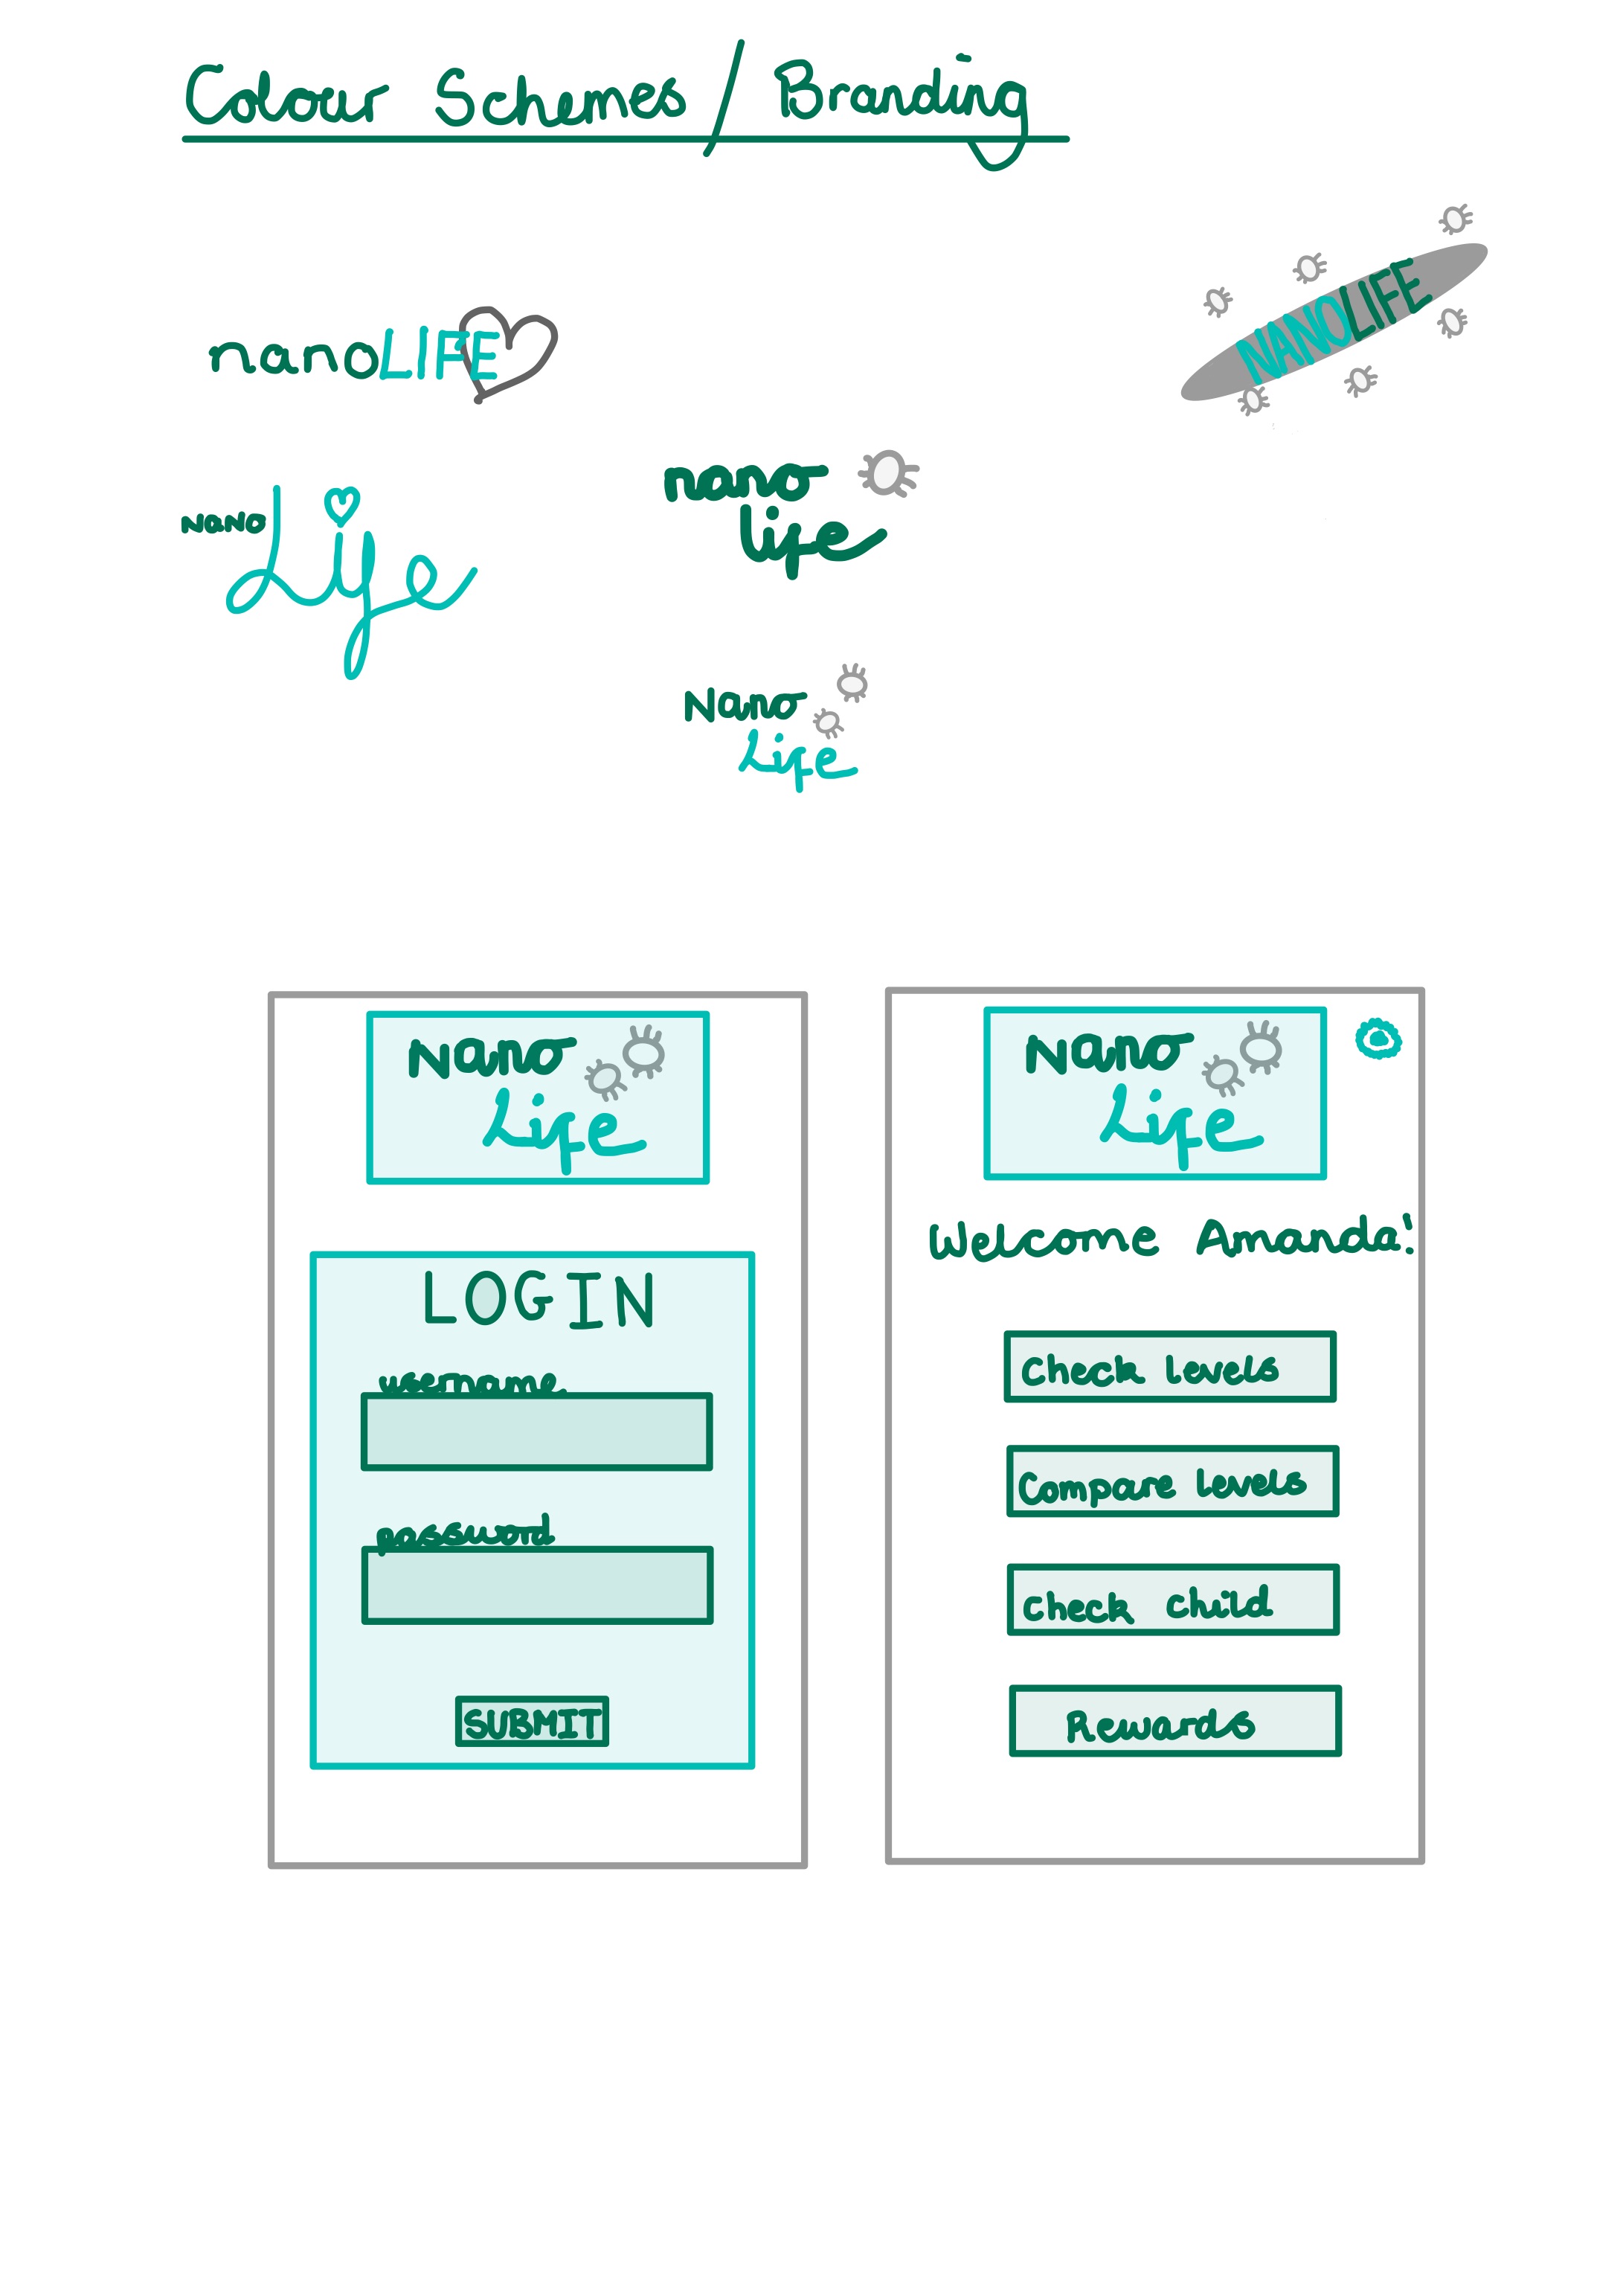 Colour Schemes / Branding
NANOLIFE
nanoLIFE
nano
life
NANO
Life
Nano
Life
Nano
Life
LOGIN
username
password
SUBMIT
Nano
Life
Welcome Amanda!
Check levels
Compare levels
Check child
Rewards